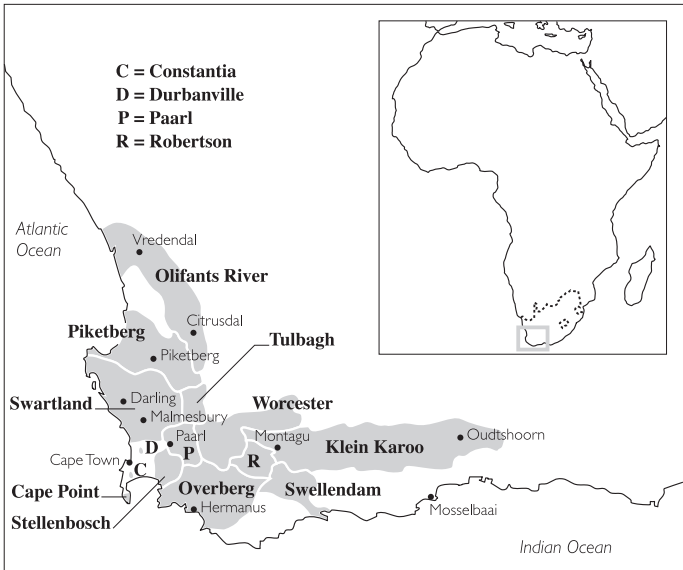 C = Constantia
D = Durbanville
P = Paarl
R = Robertson
Atlantic
Ocean
Vredendal
Olifants River
Citrusdal
Piketberg
Tulbagh
Piketberg
Darling
Swartland
Malmesbury
Worcester
Paarl
D
P
Montagu
Klein Karoo
Oudtshoorn
Cape Town
C
R
Cape Point
Overberg
Swellendam
Stellenbosch
Hermanus
Mosselbaai
Indian Ocean